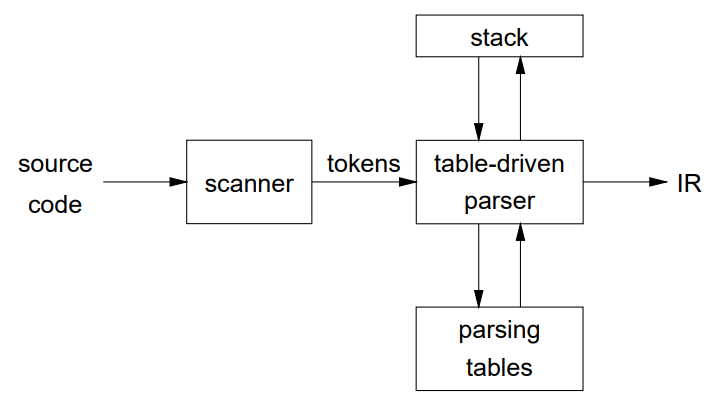 stack
source
code
scanner
tokens
table-driven
parser
IR
parsing
tables